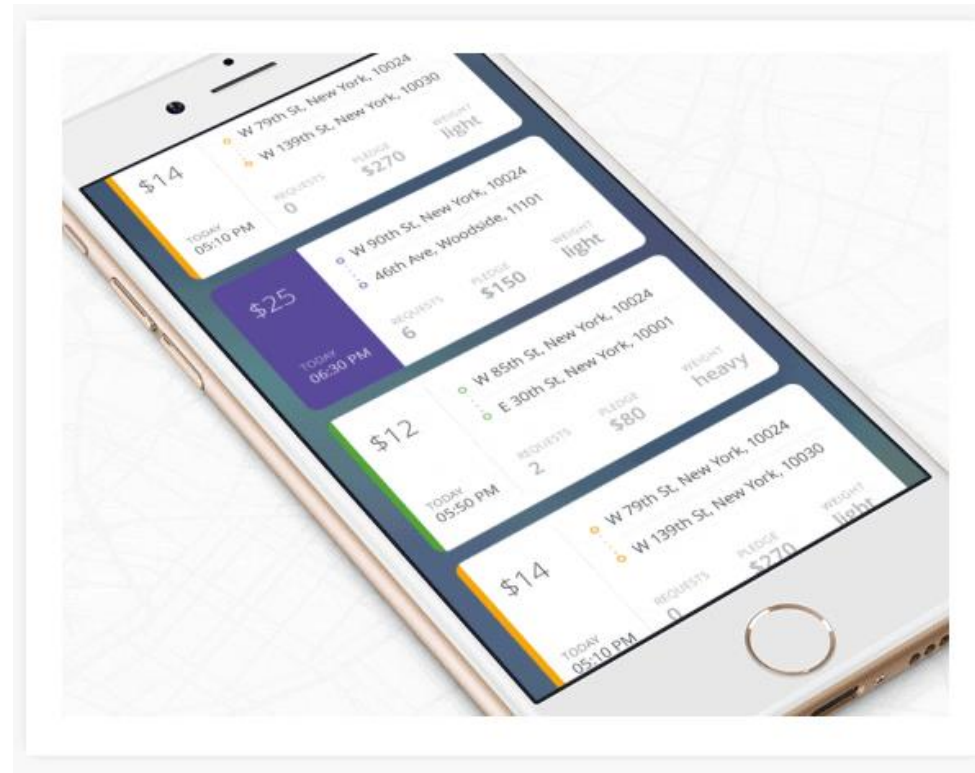 $14
TODAY
05:10 PM
W 79th St, New York, 10024
W 139th St, New York, 10030
REQUESTS PLEDGE WEIGHT
0 $270 light
$25
TODAY
06:30 PM
W 90th St, New York, 10024
46th Ave, Woodside, 11101
REQUESTS PLEDGE WEIGHT
6 $150 light
$12
TODAY
05:50 PM
W 85th St, New York, 10024
E 30th St, New York, 10001
REQUESTS PLEDGE WEIGHT
2 $80 heavy
$14
TODAY
05:10 PM
W 79th St, New York, 10024
W 139th St, New York, 10030
REQUESTS PLEDGE WEIGHT
0 $270 light